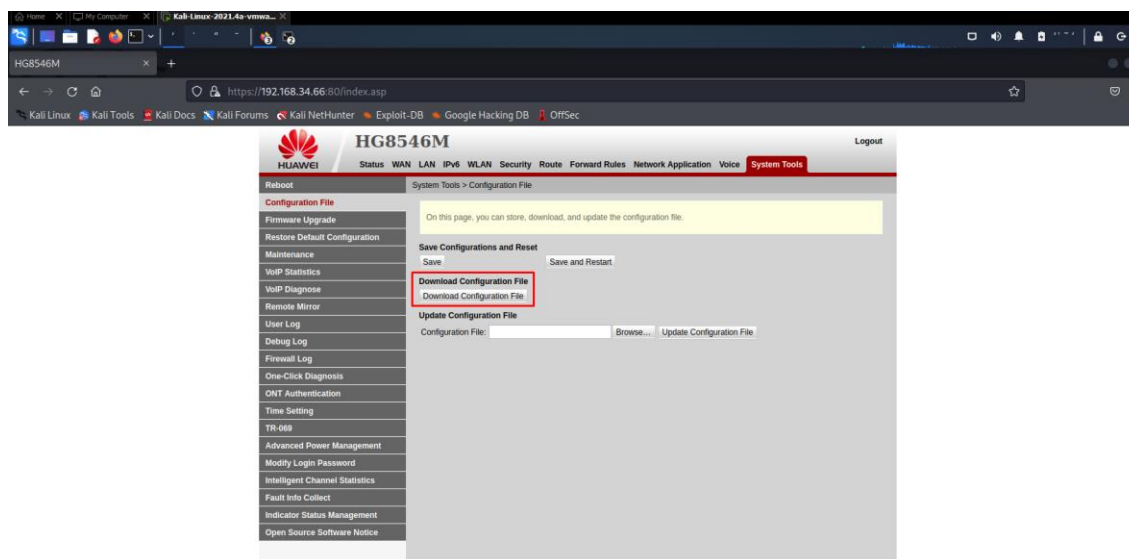 Home My Computer Kali-Linux-2021.4a-vmwa...
HG8546M
https://192.168.34.66:80/index.asp
Kali Linux Kali Tools Kali Docs Kali Forums Kali NetHunter Exploit-DB Google Hacking DB OffSec
HUAWEI
HG8546M
Logout
Status WAN LAN IPv6 WLAN Security Route Forward Rules Network Application Voice System Tools
Reboot
Configuration File
Firmware Upgrade
Restore Default Configuration
Maintenance
VoIP Statistics
VoIP Diagnose
Remote Mirror
User Log
Debug Log
Firewall Log
One-Click Diagnosis
ONT Authentication
Time Setting
TR-069
Advanced Power Management
Modify Login Password
Intelligent Channel Statistics
Fault Info Collect
Indicator Status Management
Open Source Software Notice
System Tools > Configuration File
On this page, you can store, download, and update the configuration file.
Save Configurations and Reset
Save Save and Restart
Download Configuration File
Download Configuration File
Update Configuration File
Configuration File: Browse... Update Configuration File